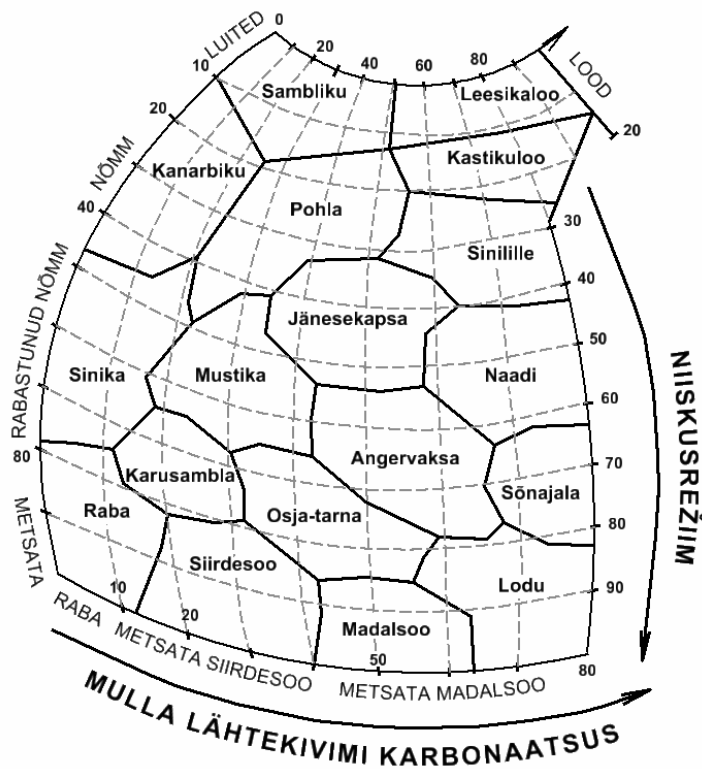 0
20
40
60
80
LUITED
LOOD
10
20
Sambliku
Leesikaloo
20
NÕMM
Kanarbiku
Kastikuloo
40
Pohla
30
Sinilille
40
RABASTUNUD NÕMM
Jänesekapsa
50
Sinika
Mustika
Naadi
60
NIISKUSREŽIIM
80
Angervaksa
70
Karusambla
Sõnajala
Raba
Osja-tarna
80
METSATA
Siirdesoo
Lodu
90
10
20
Madalsoo
50
80
RABA
METSATA SIIRDESOO
METSATA MADALSOO
MULLA LÄHTEKIVIMI KARBONAATSUS